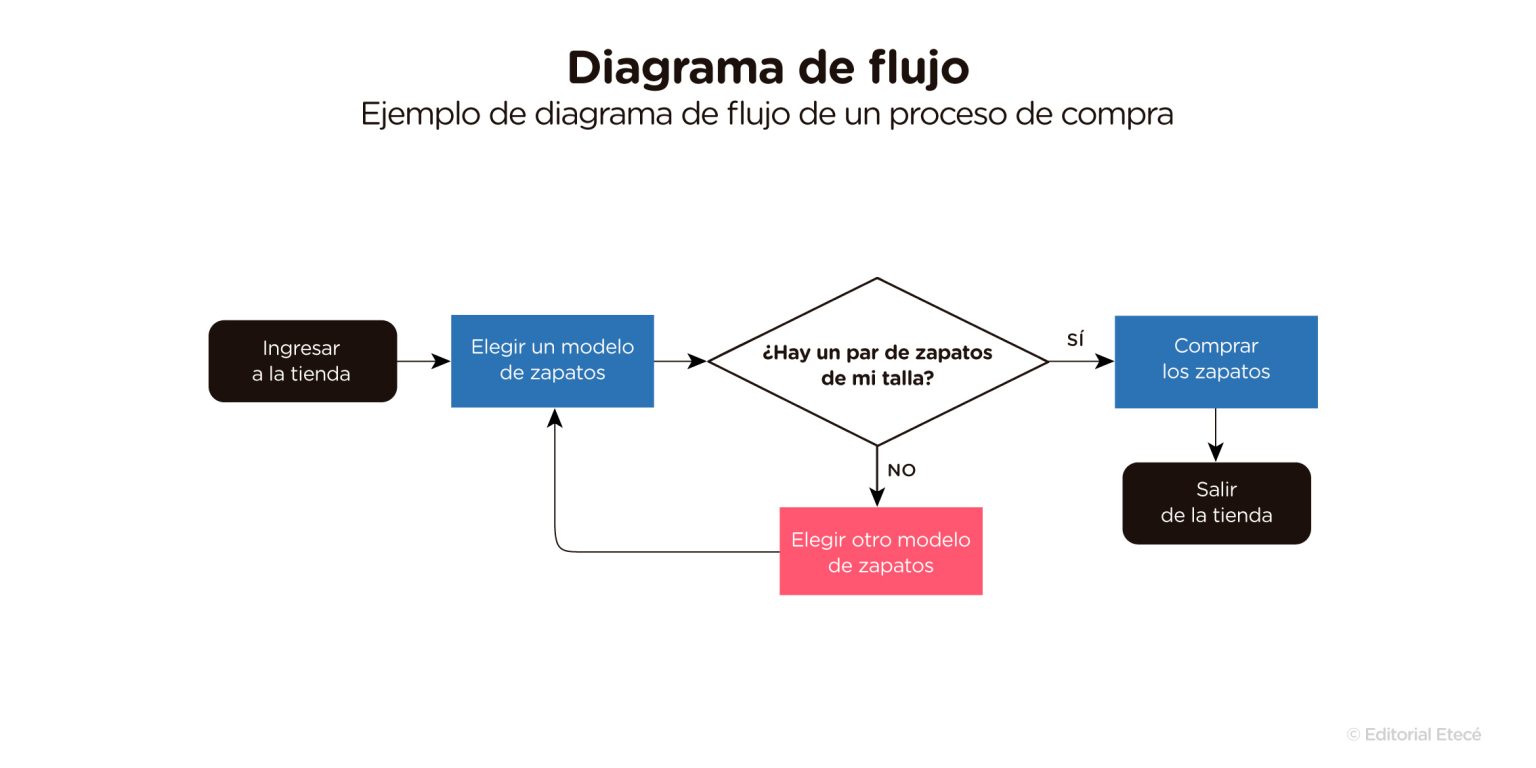 Diagrama de flujo
Ejemplo de diagrama de flujo de un proceso de compra
Ingresar
a la tienda
Elegir un modelo
de zapatos
¿Hay un par de zapatos
de mi talla?
SÍ
Comprar
los zapatos
NO
Elegir otro modelo
de zapatos
Salir
de la tienda
© Editorial Etecé